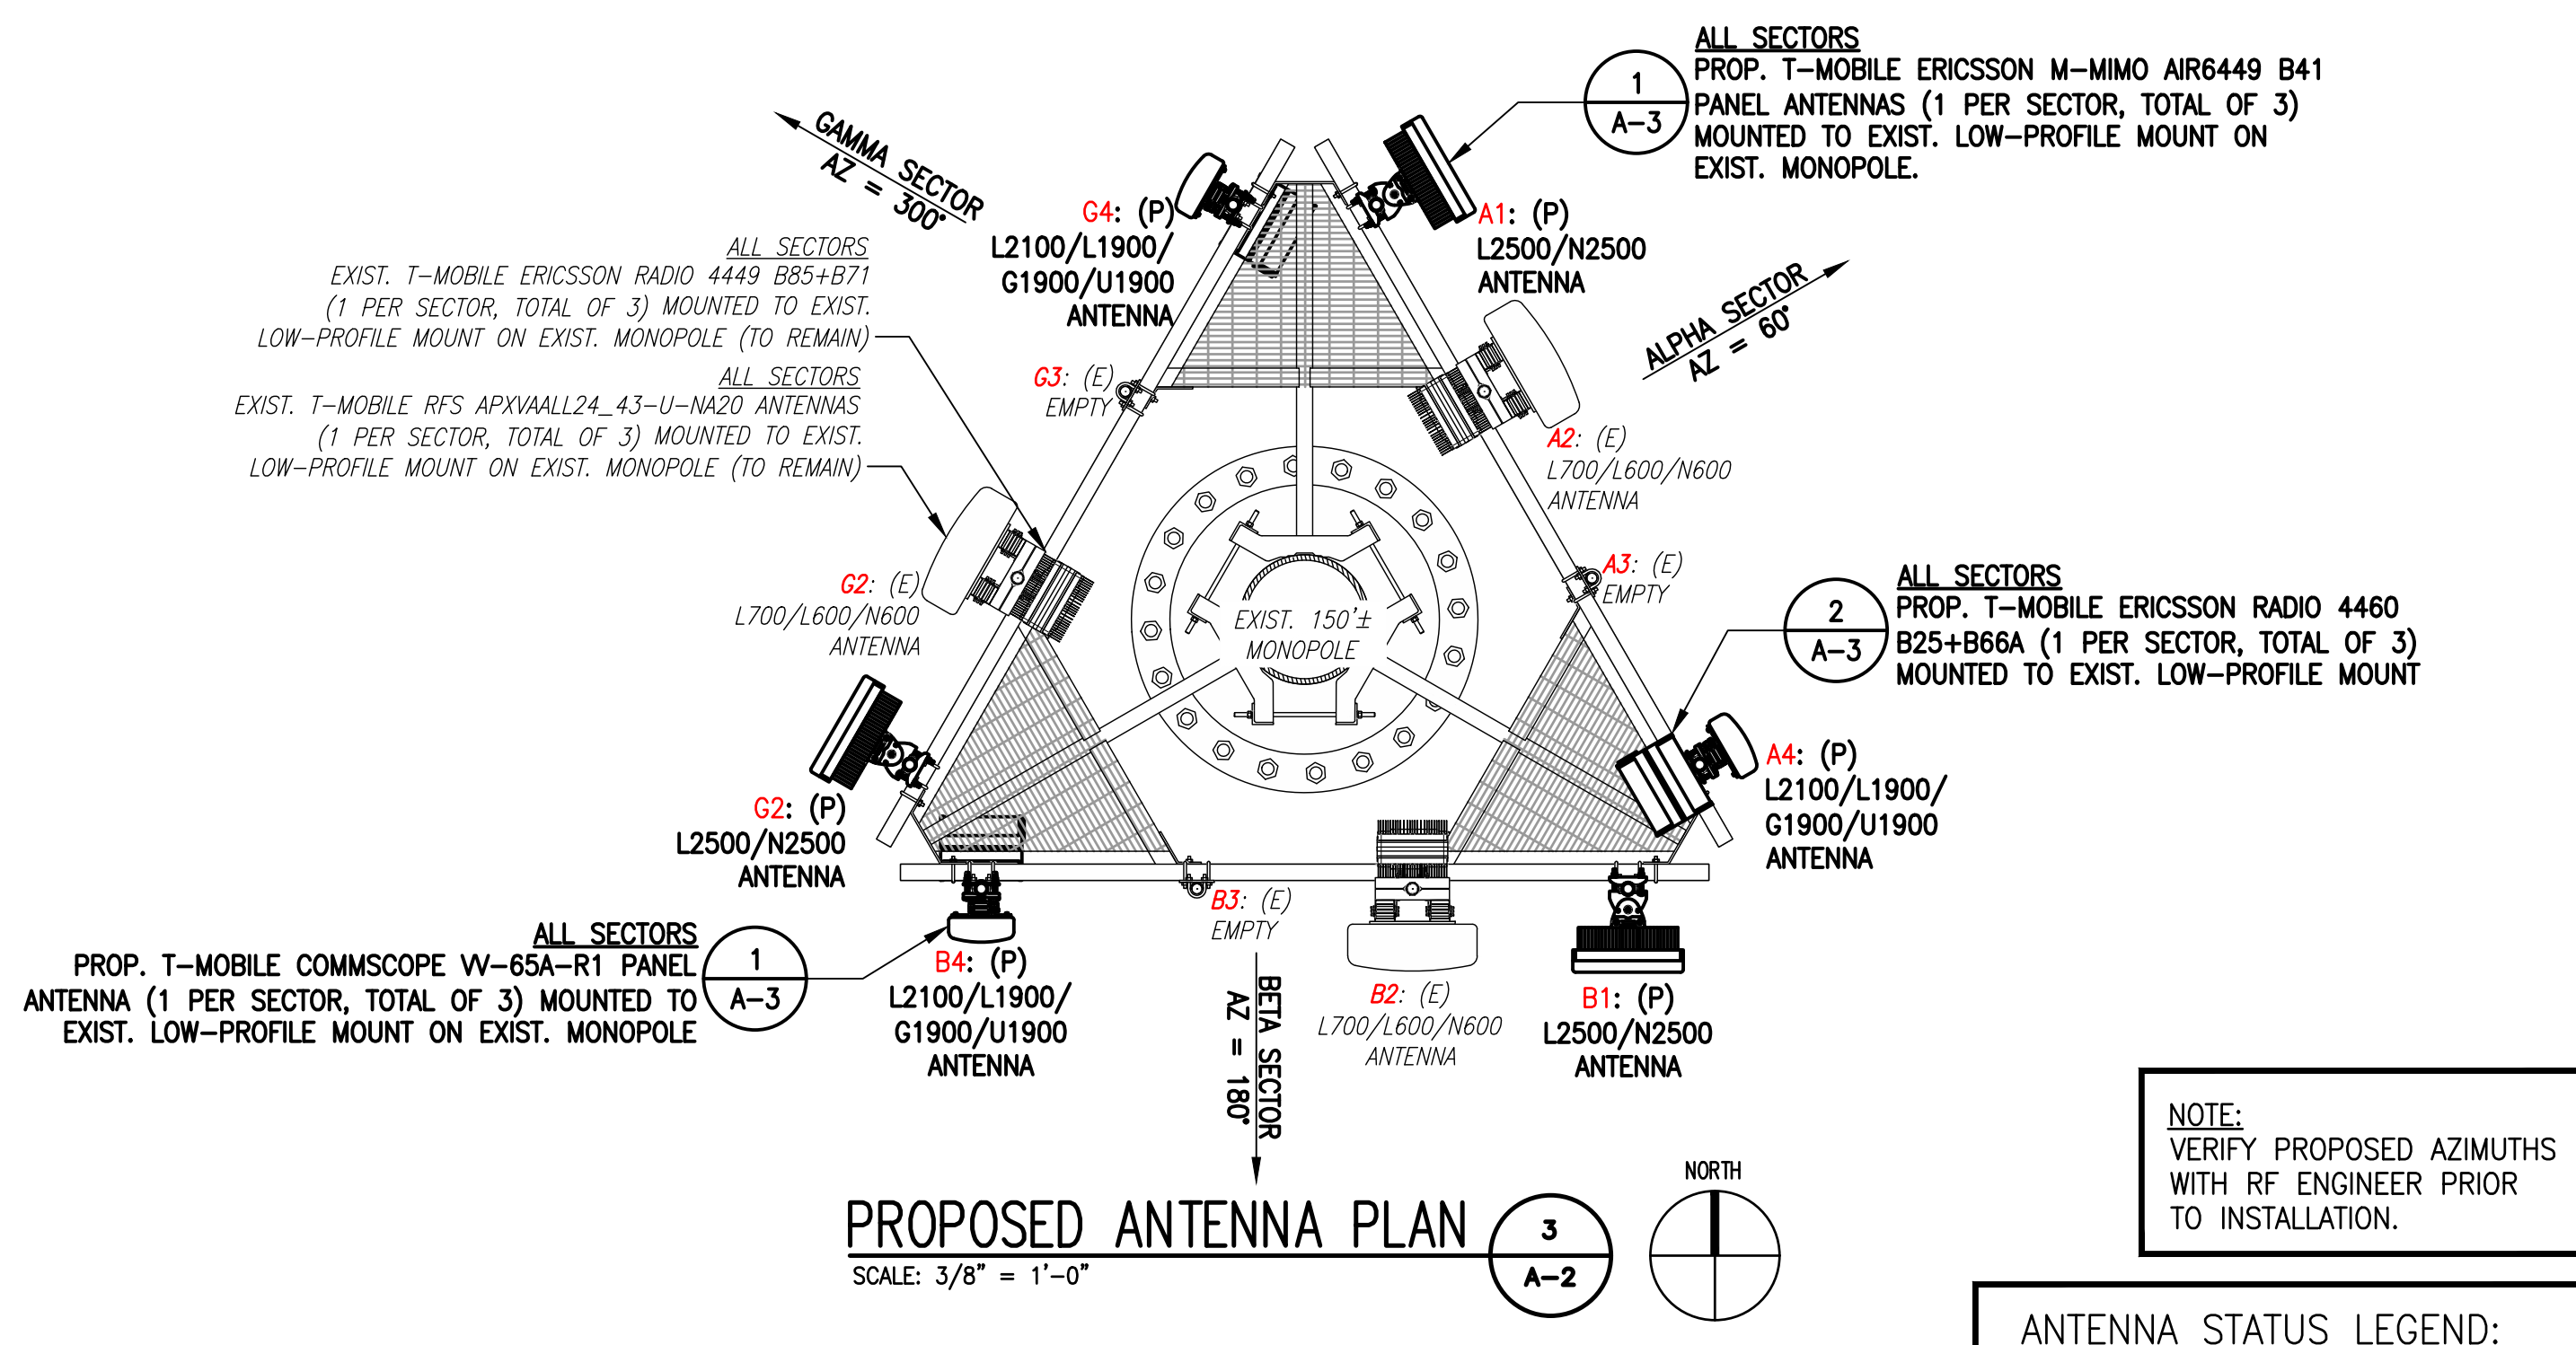 ALL SECTORS
PROP. T-MOBILE ERICSSON M-MIMO AIR6449 B41
PANEL ANTENNAS (1 PER SECTOR, TOTAL OF 3)
MOUNTED TO EXIST. LOW-PROFILE MOUNT ON
EXIST. MONOPOLE.
1
A-3
GAMMA SECTOR
AZ = 300°
G4: (P)
L2100/L1900/
G1900/U1900
ANTENNA
A1: (P)
L2500/N2500
ANTENNA
ALL SECTORS
EXIST. T-MOBILE ERICSSON RADIO 4449 B85+B71
(1 PER SECTOR, TOTAL OF 3) MOUNTED TO EXIST.
LOW-PROFILE MOUNT ON EXIST. MONOPOLE (TO REMAIN)
ALPHA SECTOR
AZ = 60°
ALL SECTORS
EXIST. T-MOBILE RFS APXVAALL24_43-U-NA20 ANTENNAS
(1 PER SECTOR, TOTAL OF 3) MOUNTED TO EXIST.
LOW-PROFILE MOUNT ON EXIST. MONOPOLE (TO REMAIN)
G3: (E)
EMPTY
A2: (E)
L700/L600/N600
ANTENNA
G2: (E)
L700/L600/N600
ANTENNA
EXIST. 150'±
MONOPOLE
A3: (E)
EMPTY
2
A-3
ALL SECTORS
PROP. T-MOBILE ERICSSON RADIO 4460
B25+B66A (1 PER SECTOR, TOTAL OF 3)
MOUNTED TO EXIST. LOW-PROFILE MOUNT
A4: (P)
L2100/L1900/
G1900/U1900
ANTENNA
G2: (P)
L2500/N2500
ANTENNA
B3: (E)
EMPTY
ALL SECTORS
PROP. T-MOBILE COMMSCOPE VV-65A-R1 PANEL
ANTENNA (1 PER SECTOR, TOTAL OF 3) MOUNTED TO
EXIST. LOW-PROFILE MOUNT ON EXIST. MONOPOLE
1
A-3
B4: (P)
L2100/L1900/
G1900/U1900
ANTENNA
BETA SECTOR
AZ = 180°
B2: (E)
L700/L600/N600
ANTENNA
B1: (P)
L2500/N2500
ANTENNA
PROPOSED ANTENNA PLAN
SCALE: 3/8" = 1'-0"
3
A-2
NORTH
NOTE:
VERIFY PROPOSED AZIMUTHS
WITH RF ENGINEER PRIOR
TO INSTALLATION.
ANTENNA STATUS LEGEND: